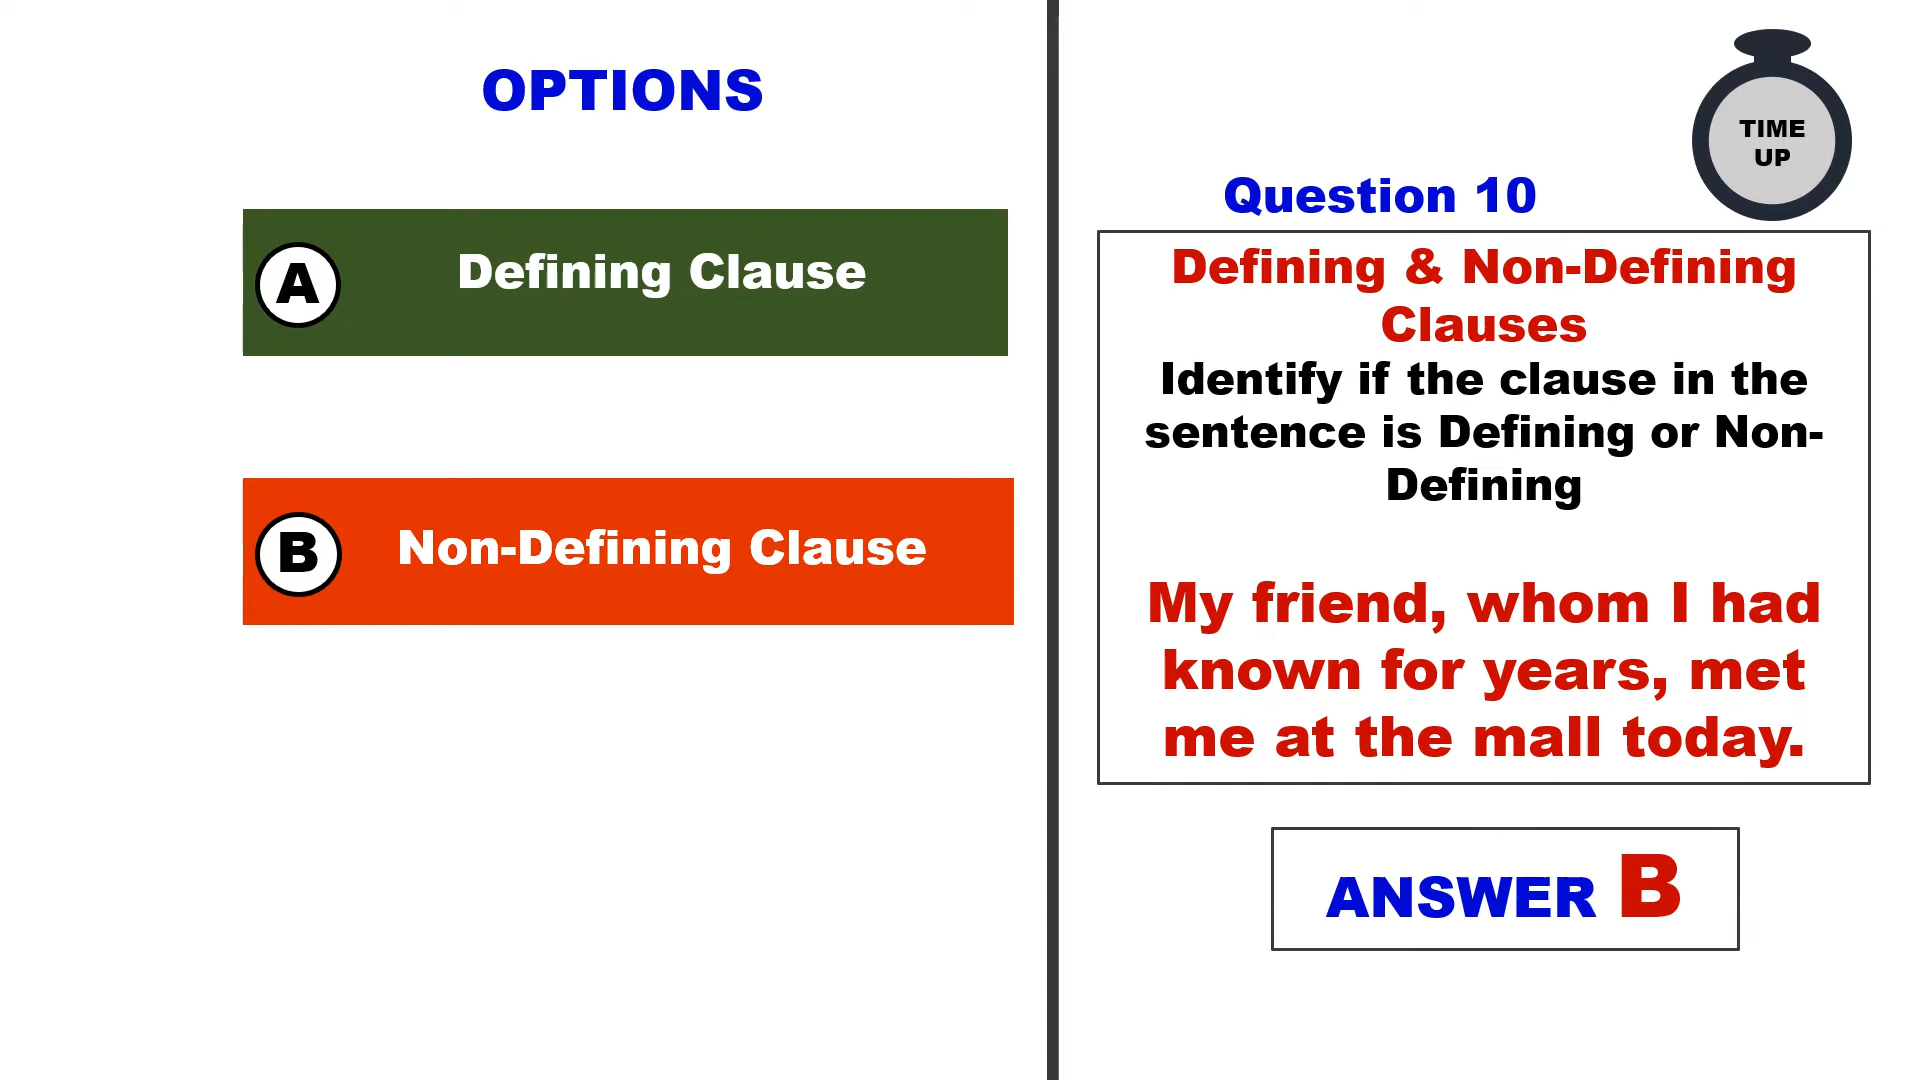 OPTIONS
A Defining Clause
B Non-Defining Clause
TIME
UP
Question 10
Defining & Non-Defining
Clauses
Identify if the clause in the
sentence is Defining or Non-
Defining
My friend, whom I had
known for years, met
me at the mall today.
ANSWER B